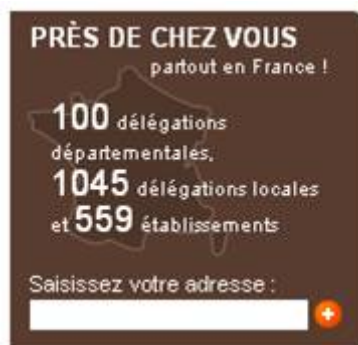 PRÈS DE CHEZ VOUS
partout en France !
100 délégations
départementales,
1045 délégations locales
et 559 établissements
Saisissez votre adresse :